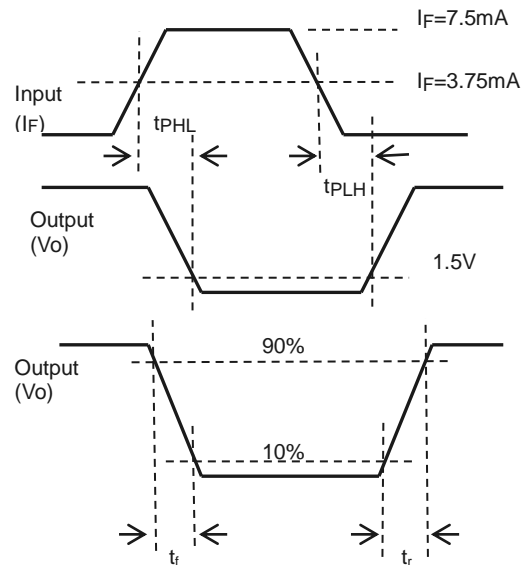 IF=7.5mA
IF=3.75mA
Input
(IF)
tPHL
tPLH
Output
(Vo)
1.5V
90%
Output
(Vo)
10%
tf
tr